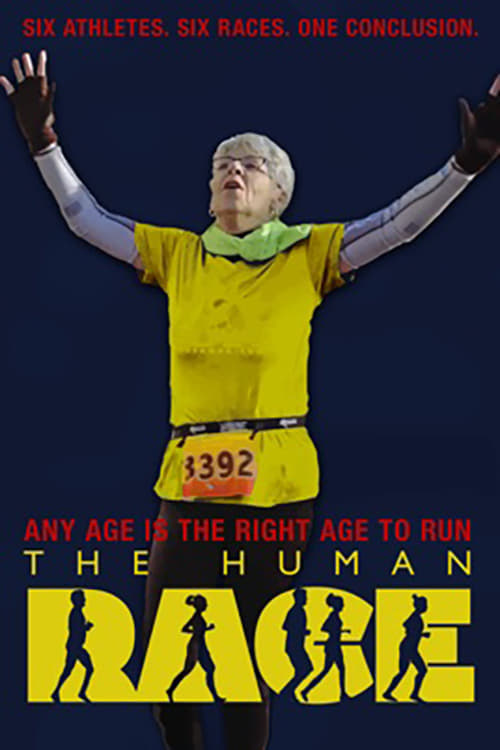 SIX ATHLETES. SIX RACES. ONE CONCLUSION.
3392
ANY AGE IS THE RIGHT AGE TO RUN
THE HUMAN
RACE